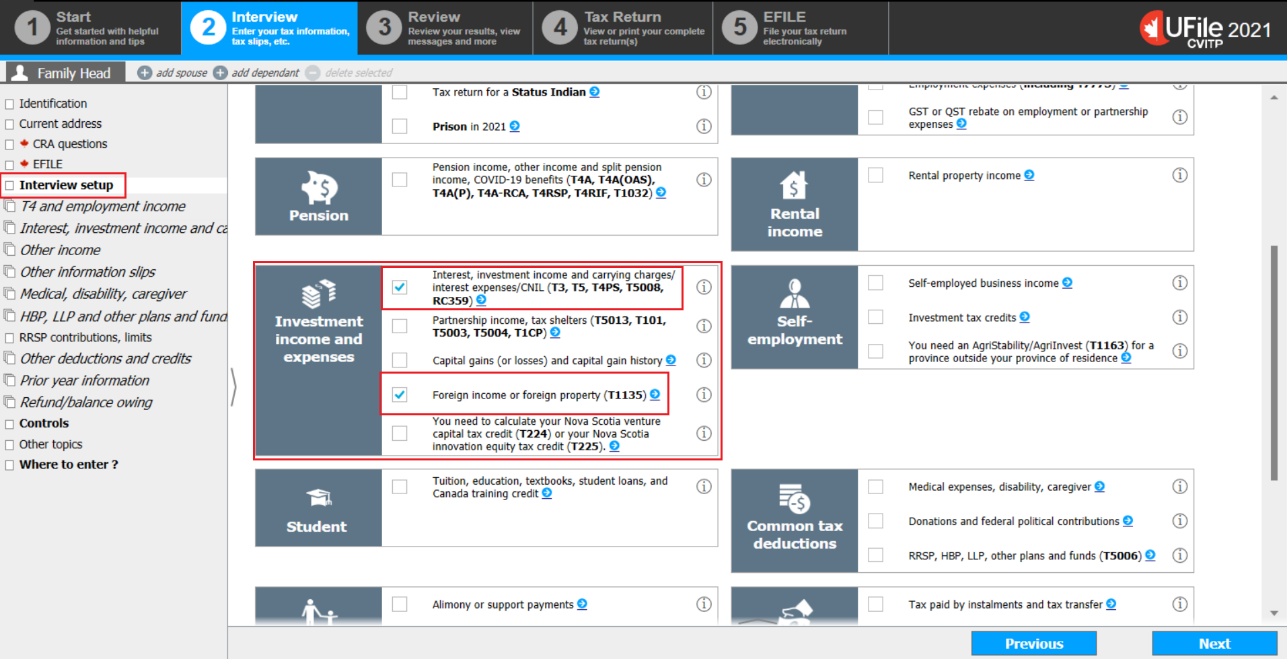 1
Start
Get started with helpful
information and tips
2
Interview
Enter your tax information,
tax slips, etc.
3
Review
Review your results, view
messages and more
4
Tax Return
View or print your complete
tax return(s)
5
EFILE
File your tax return
electronically
UFile 2021
CVITP
Family Head
add spouse
add dependant
delete selected
Identification
Current address
CRA questions
EFILE
Interview setup
T4 and employment income
Interest, investment income and ca
Other income
Other information slips
Medical, disability, caregiver
HBP, LLP and other plans and fund
RRSP contributions, limits
Other deductions and credits
Prior year information
Refund/balance owing
Controls
Other topics
Where to enter ?
Tax return for a Status Indian
Prison in 2021
Employment expenses (including T777S)
GST or QST rebate on employment or partnership
expenses
Pension
Pension income, other income and split pension
income, COVID-19 benefits (T4A, T4A(OAS),
T4A(P), T4A-RCA, T4RSP, T4RIF, T1032)
Rental
income
Rental property income
Investment
income and
expenses
Interest, investment income and carrying charges/
interest expenses/CNIL (T3, T5, T4PS, T5008,
RC359)
Partnership income, tax shelters (T5013, T101,
T5003, T5004, T1CP)
Capital gains (or losses) and capital gain history
Foreign income or foreign property (T1135)
You need to calculate your Nova Scotia venture
capital tax credit (T224) or your Nova Scotia
innovation equity tax credit (T225).
Self-
employment
Self-employed business income
Investment tax credits
You need an AgriStability/AgriInvest (T1163) for a
province outside your province of residence
Student
Tuition, education, textbooks, student loans, and
Canada training credit
Common tax
deductions
Medical expenses, disability, caregiver
Donations and federal political contributions
RRSP, HBP, LLP, other plans and funds (T5006)
Alimony or support payments
Tax paid by instalments and tax transfer
Previous
Next